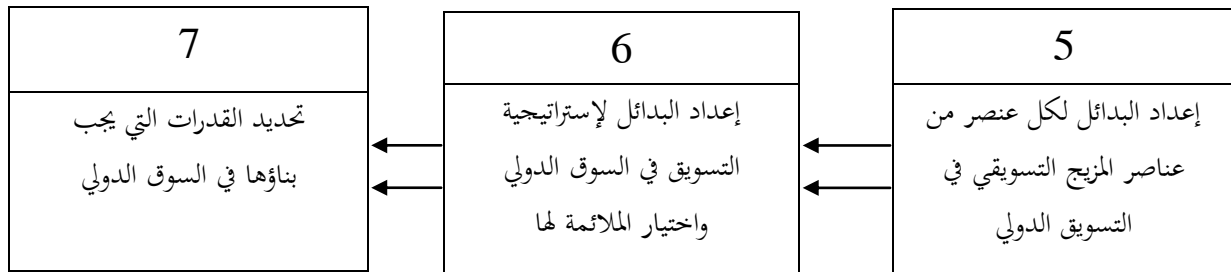 5
إعداد البدائل لكل عنصر من
عناصر المزيج التسويقي في
التسويق الدولي
6
إعداد البدائل لإستراتيجية
التسويق في السوق الدولي
واختيار الملائمة لها
7
تحديد القدرات التي يجب
بناؤها في السوق الدولي